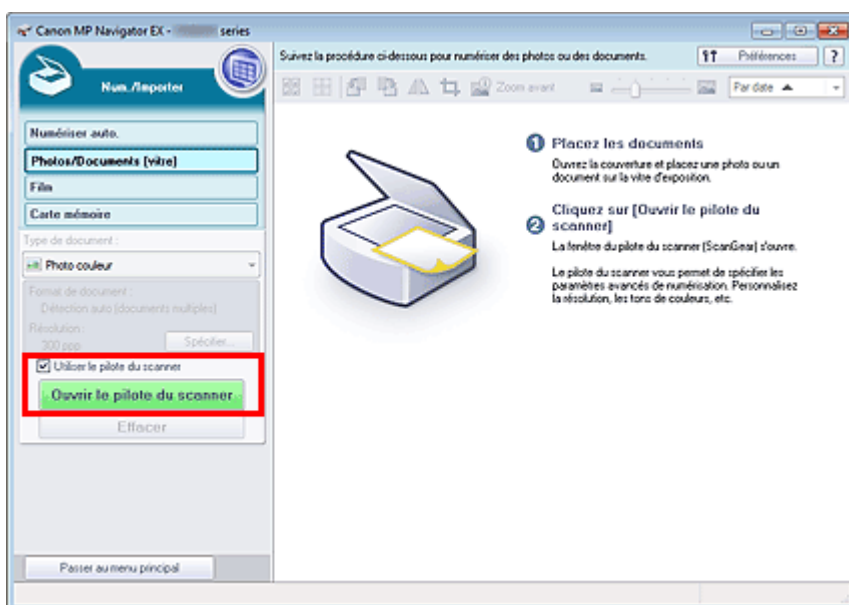 Canon MP Navigator EX - series
Num./Importer
Numériser auto.
Photos/Documents (vitre)
Film
Carte mémoire
Type de document :
Photo couleur
Format de document :
Détection auto (documents multiples)
Résolution :
300 ppp
Spécifier...
Utiliser le pilote du scanner
Ouvrir le pilote du scanner
Effacer
Passer au menu principal
Suivez la procédure ci-dessous pour numériser des photos ou des documents.
Préférences
?
Zoom avant
Par date
1 Placez les documents
Ouvrez la couverture et placez une photo ou un
document sur la vitre d'exposition.
2 Cliquez sur [Ouvrir le pilote du
scanner]
La fenêtre du pilote du scanner (ScanGear) s'ouvre.
Le pilote du scanner vous permet de spécifier les
paramètres avancés de numérisation. Personnalisez
la résolution, les tons de couleurs, etc.